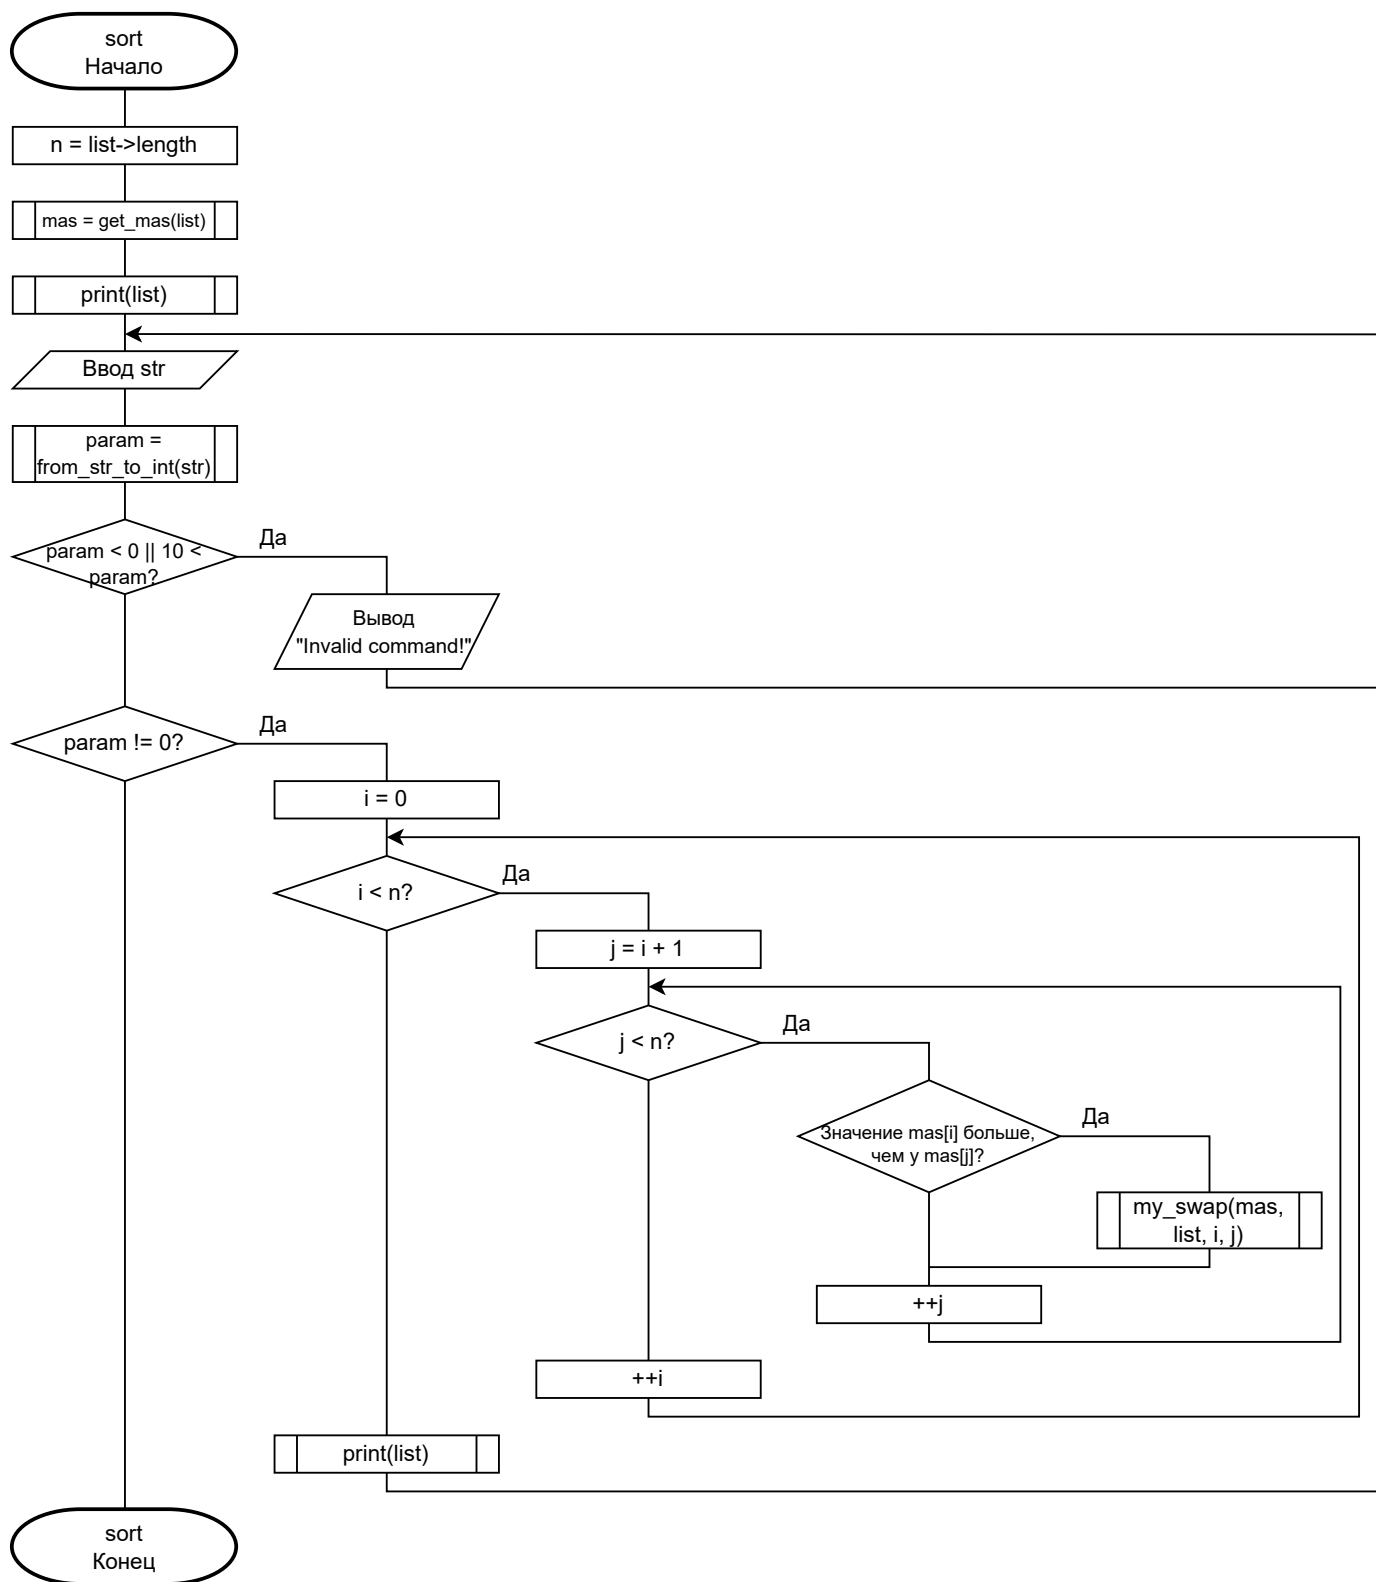 sort
Начало
n = list->length
mas = get_mas(list)
print(list)
Ввод str
param =
from_str_to_int(str)
param < 0 || 10 <
param?
Да
Вывод
"Invalid command!"
param != 0?
Да
i = 0
i < n?
Да
j = i + 1
j < n?
Да
Значение mas[i] больше,
чем у mas[j]?
Да
my_swap(mas,
list, i, j)
++j
++i
print(list)
sort
Конец